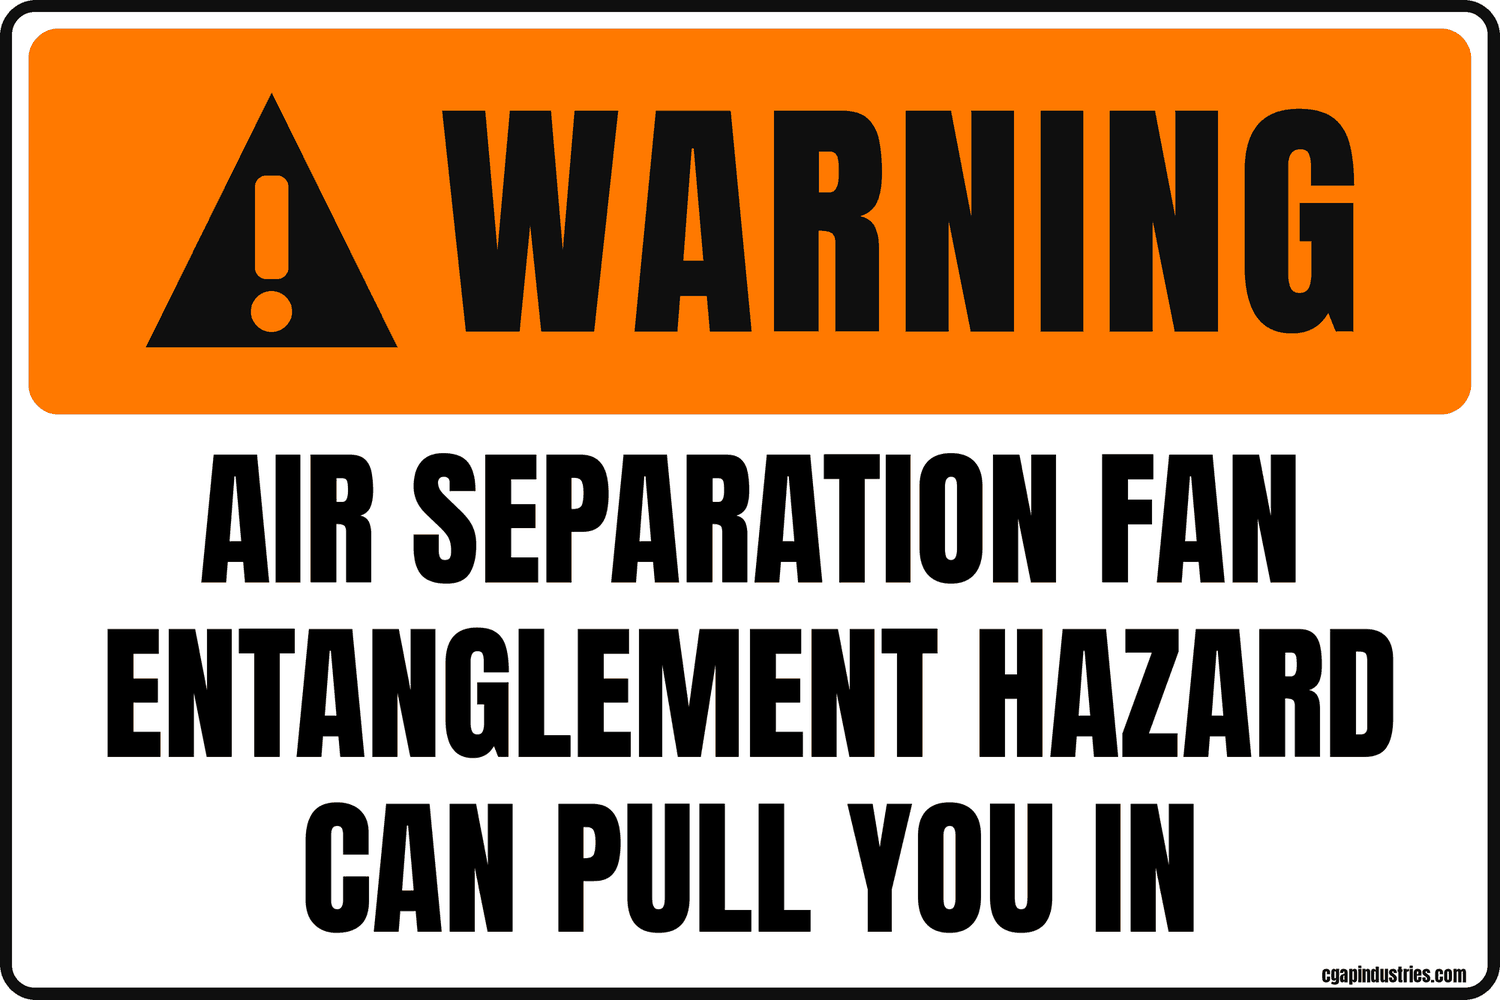 WARNING
AIR SEPARATION FAN
ENTANGLEMENT HAZARD
CAN PULL YOU IN
cgapindustries.com